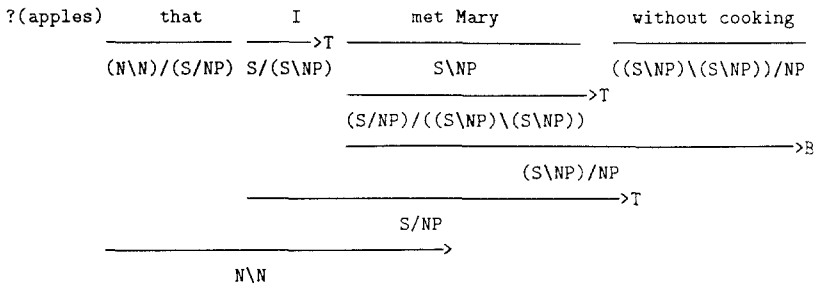 ?(apples) that I met Mary without cooking
>T
(N\N)/(S/NP) S/(S\NP) S\NP ((S\NP)\(S\NP))/NP
>T
(S/NP)/((S\NP)\(S\NP))
>B
(S\NP)/NP
>T
S/NP
>
N\N